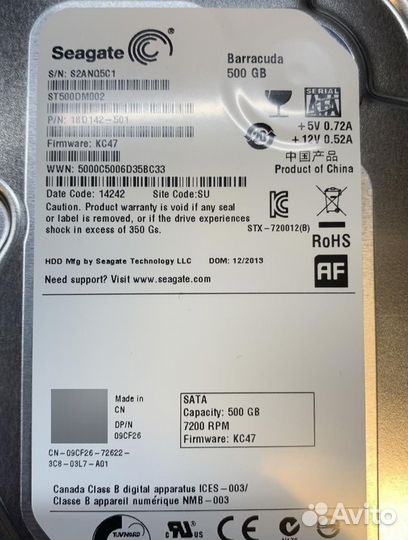 Seagate
Barracuda
500 GB
S/N: S2ANQ5C1
ST500DM002
P/N: 1BD142-501
Firmware: KC47
WWN: 5000C5006D35BC33
SERIAL
SATA
+5V 0.72A
+12V 0.52A
20
中国产品
Product of China
Date Code: 14242 Site Code:SU
Caution. Product warranty is void if any seal
or label is removed, or if the drive experiences
shock in excess of 350 Gs.
STX-720012(B)
RoHS
HDD Mfg by Seagate Technology LLC DOM: 12/2013
Need support? Visit www.seagate.com.
AF
Made in
CN
DP/N
09CF26
SATA
Capacity: 500 GB
7200 RPM
Firmware: KC47
CN-09CF26-72622-
3C8-03L7-A01
Canada Class B digital apparatus ICES-003/
Classe B appareil numérique NMB-003
Avito